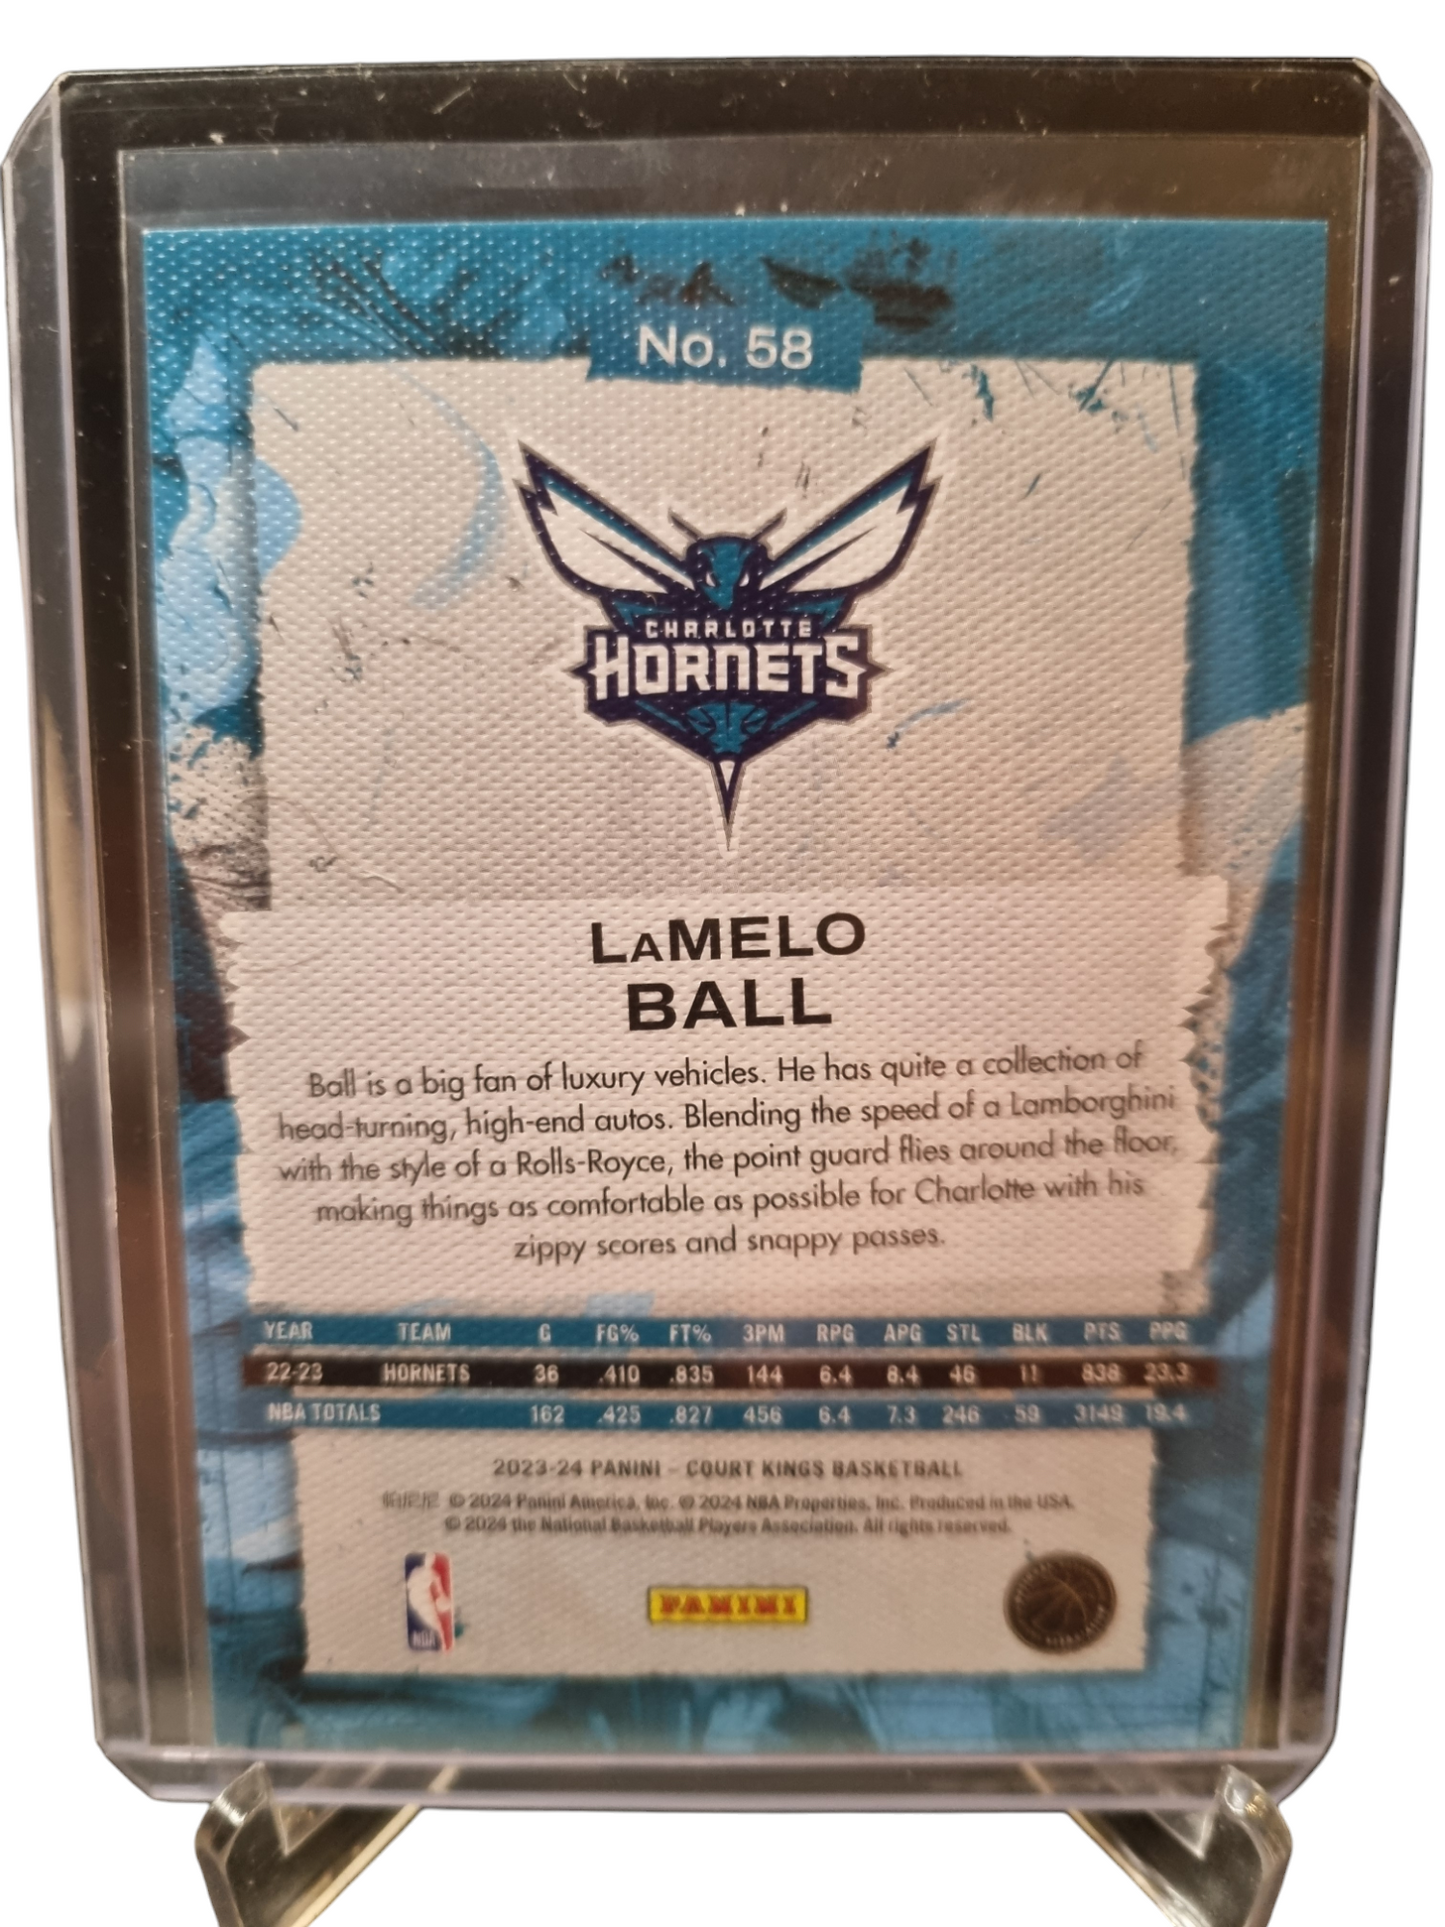 No. 58
CHARLOTTE
HORNETS
LAMELO
BALL
Ball is a big fan of luxury vehicles. He has quite a collection of
head-turning, high-end autos. Blending the speed of a Lamborghini
with the style of a Rolls-Royce, the point guard flies around the floor,
making things as comfortable as possible for Charlotte with his
zippy scores and snappy passes.
YEAR TEAM G FG% FT% 3PM RPG APG STL BLK PTS PPG
22-23 HORNETS 36 .410 .835 144 6.4 8.4 46 11 838 23.3
NBA TOTALS 162 .425 .827 456 6.4 7.3 246 59 3149 19.4
2023-24 PANINI – COURT KINGS BASKETBALL
© 2024 Panini America, Inc. © 2024 NBA Properties, Inc. Produced in the USA.
© 2024 the National Basketball Players Association. All rights reserved.
NBA
PANINI